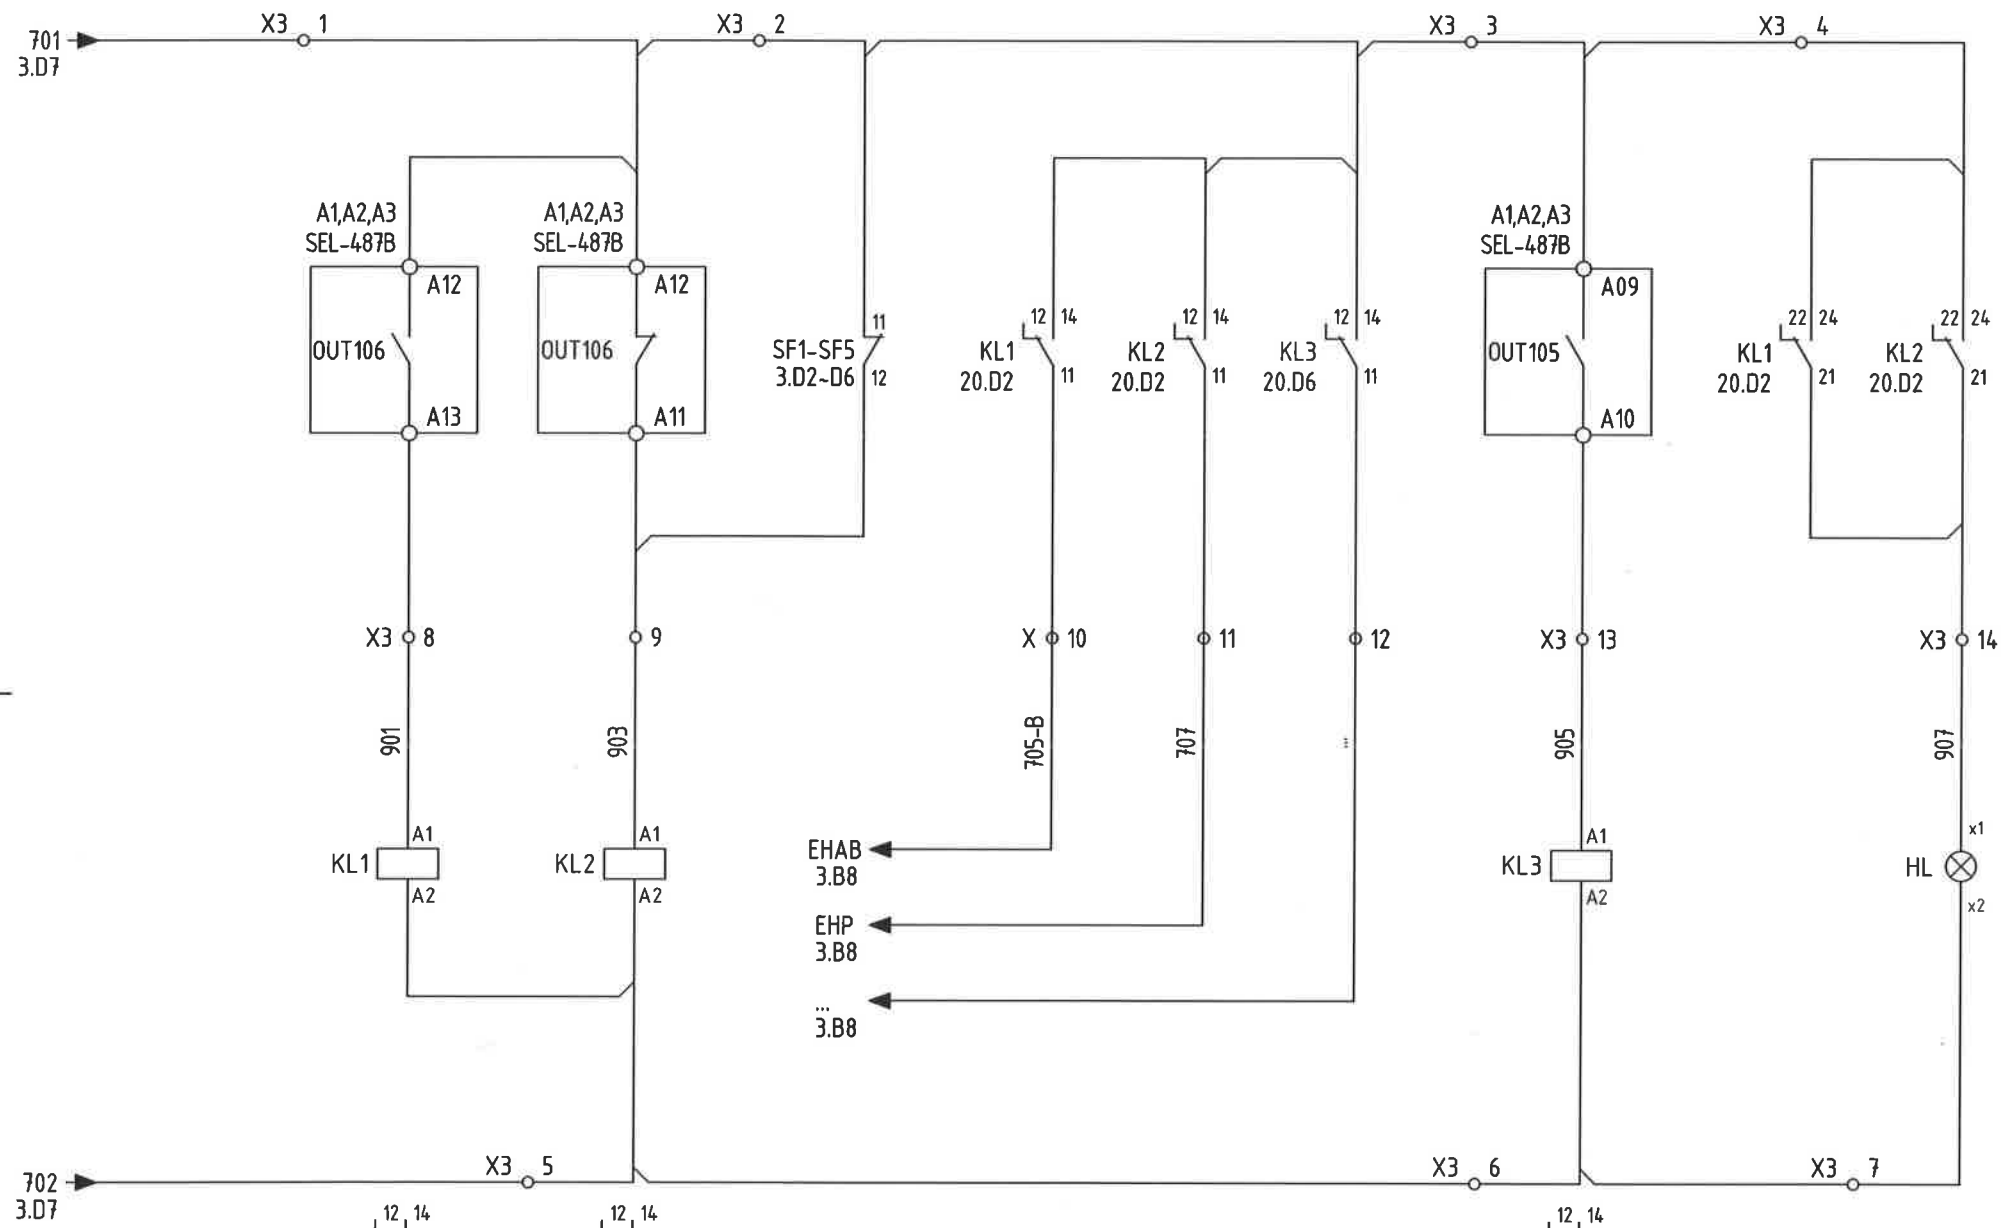 701
3.D7
X3 1
X3 2
X3 3
X3 4
A1,A2,A3
SEL-487B
A12
OUT106
A13
A1,A2,A3
SEL-487B
A12
OUT106
A11
11
SF1-SF5
3.D2~D6
12
12 14
KL1
20.D2
11
12 14
KL2
20.D2
11
12 14
KL3
20.D6
11
A1,A2,A3
SEL-487B
A09
OUT105
A10
22 24
KL1
20.D2
21
22 24
KL2
20.D2
21
X3 8
9
X 10
11
12
X3 13
X3 14
901
903
705-B
707
...
905
907
A1
KL1
A2
A1
KL2
A2
EHAB
3.B8
EHP
3.B8
...
3.B8
A1
KL3
A2
x1
HL
x2
702
3.D7
X3 5
X3 6
X3 7
12 14
12 14
12 14